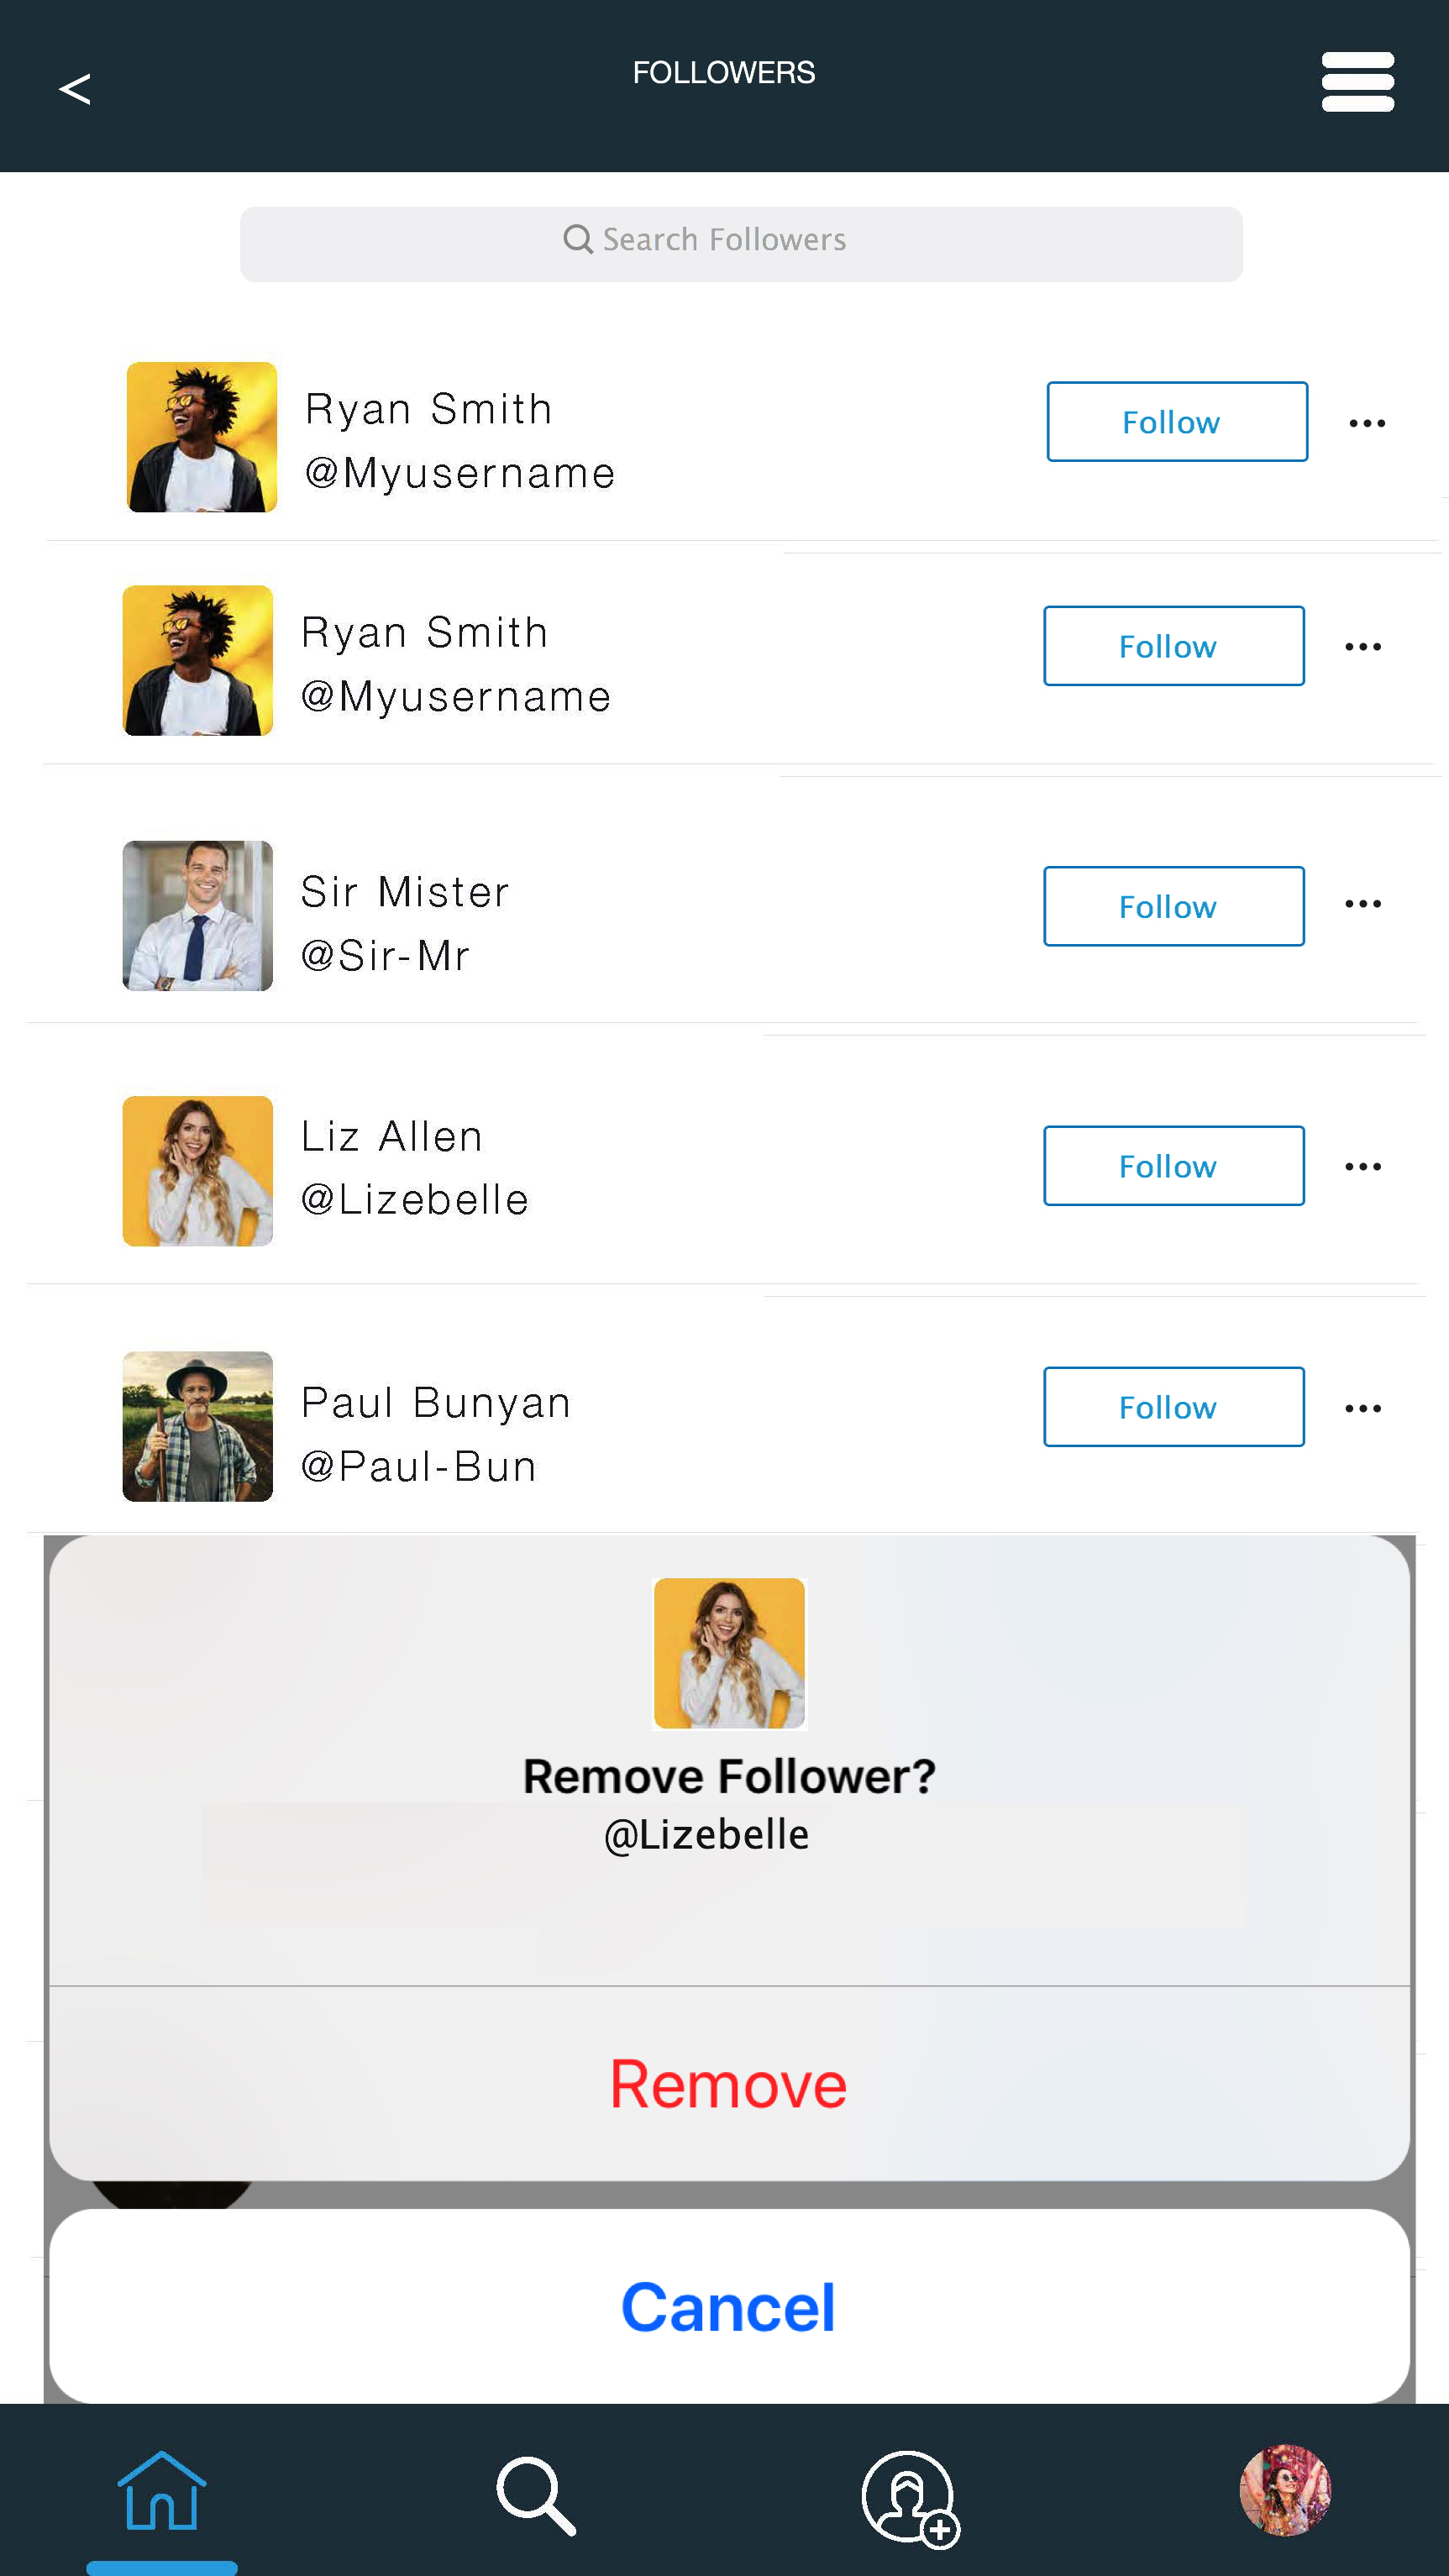 <
FOLLOWERS
Search Followers
Ryan Smith
Follow
...
@Myusername
Ryan Smith
Follow
...
@Myusername
Sir Mister
Follow
...
@Sir-Mr
Liz Allen
Follow
...
@Lizebelle
Paul Bunyan
Follow
...
@Paul-Bun
Remove Follower?
@Lizebelle
Remove
Cancel